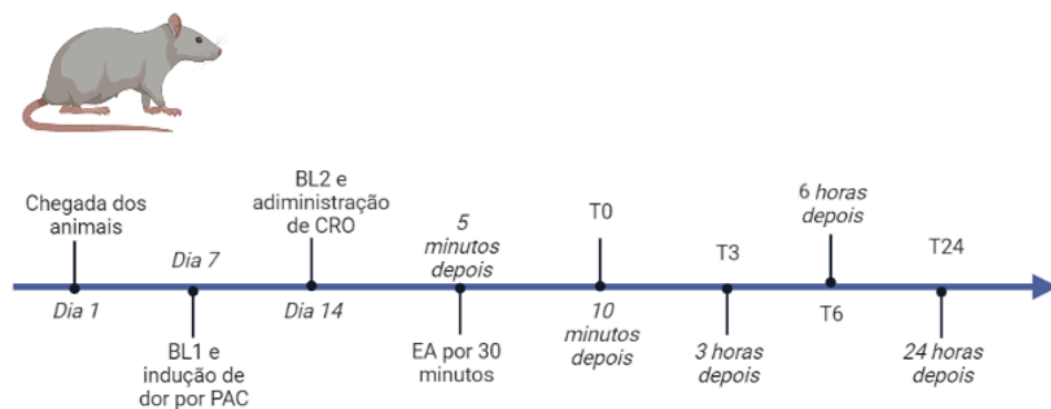 Chegada dos
animais
Dia 1
Dia 7
BL1 e
indução de
dor por PAC
BL2 e
adiministração
de CRO
Dia 14
5
minutos
depois
EA por 30
minutos
T0
10
minutos
depois
T3
3 horas
depois
6 horas
depois
T6
T24
24 horas
depois